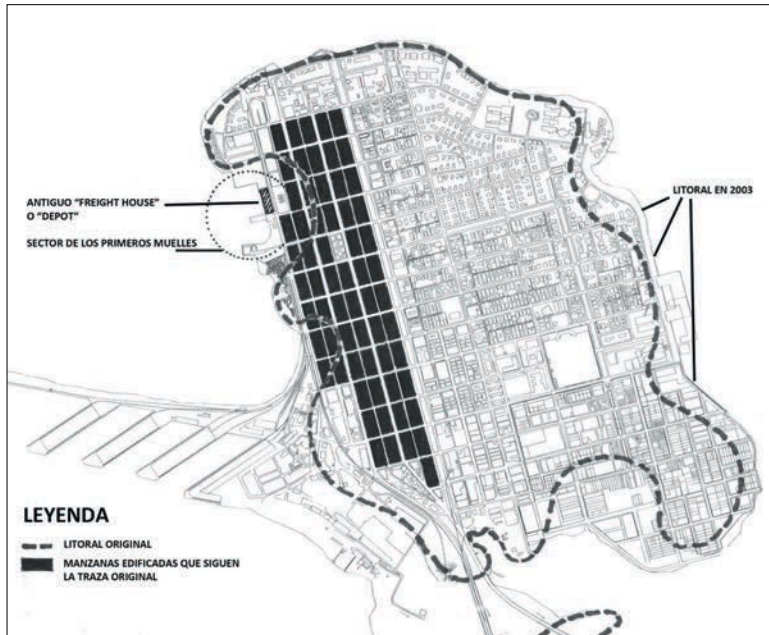 ANTIGUO "FREIGHT HOUSE"
O "DEPOT"
SECTOR DE LOS PRIMEROS MUELLES
LITORAL EN 2003
LEYENDA
LITORAL ORIGINAL
MANZANAS EDIFICADAS QUE SIGUEN
LA TRAZA ORIGINAL